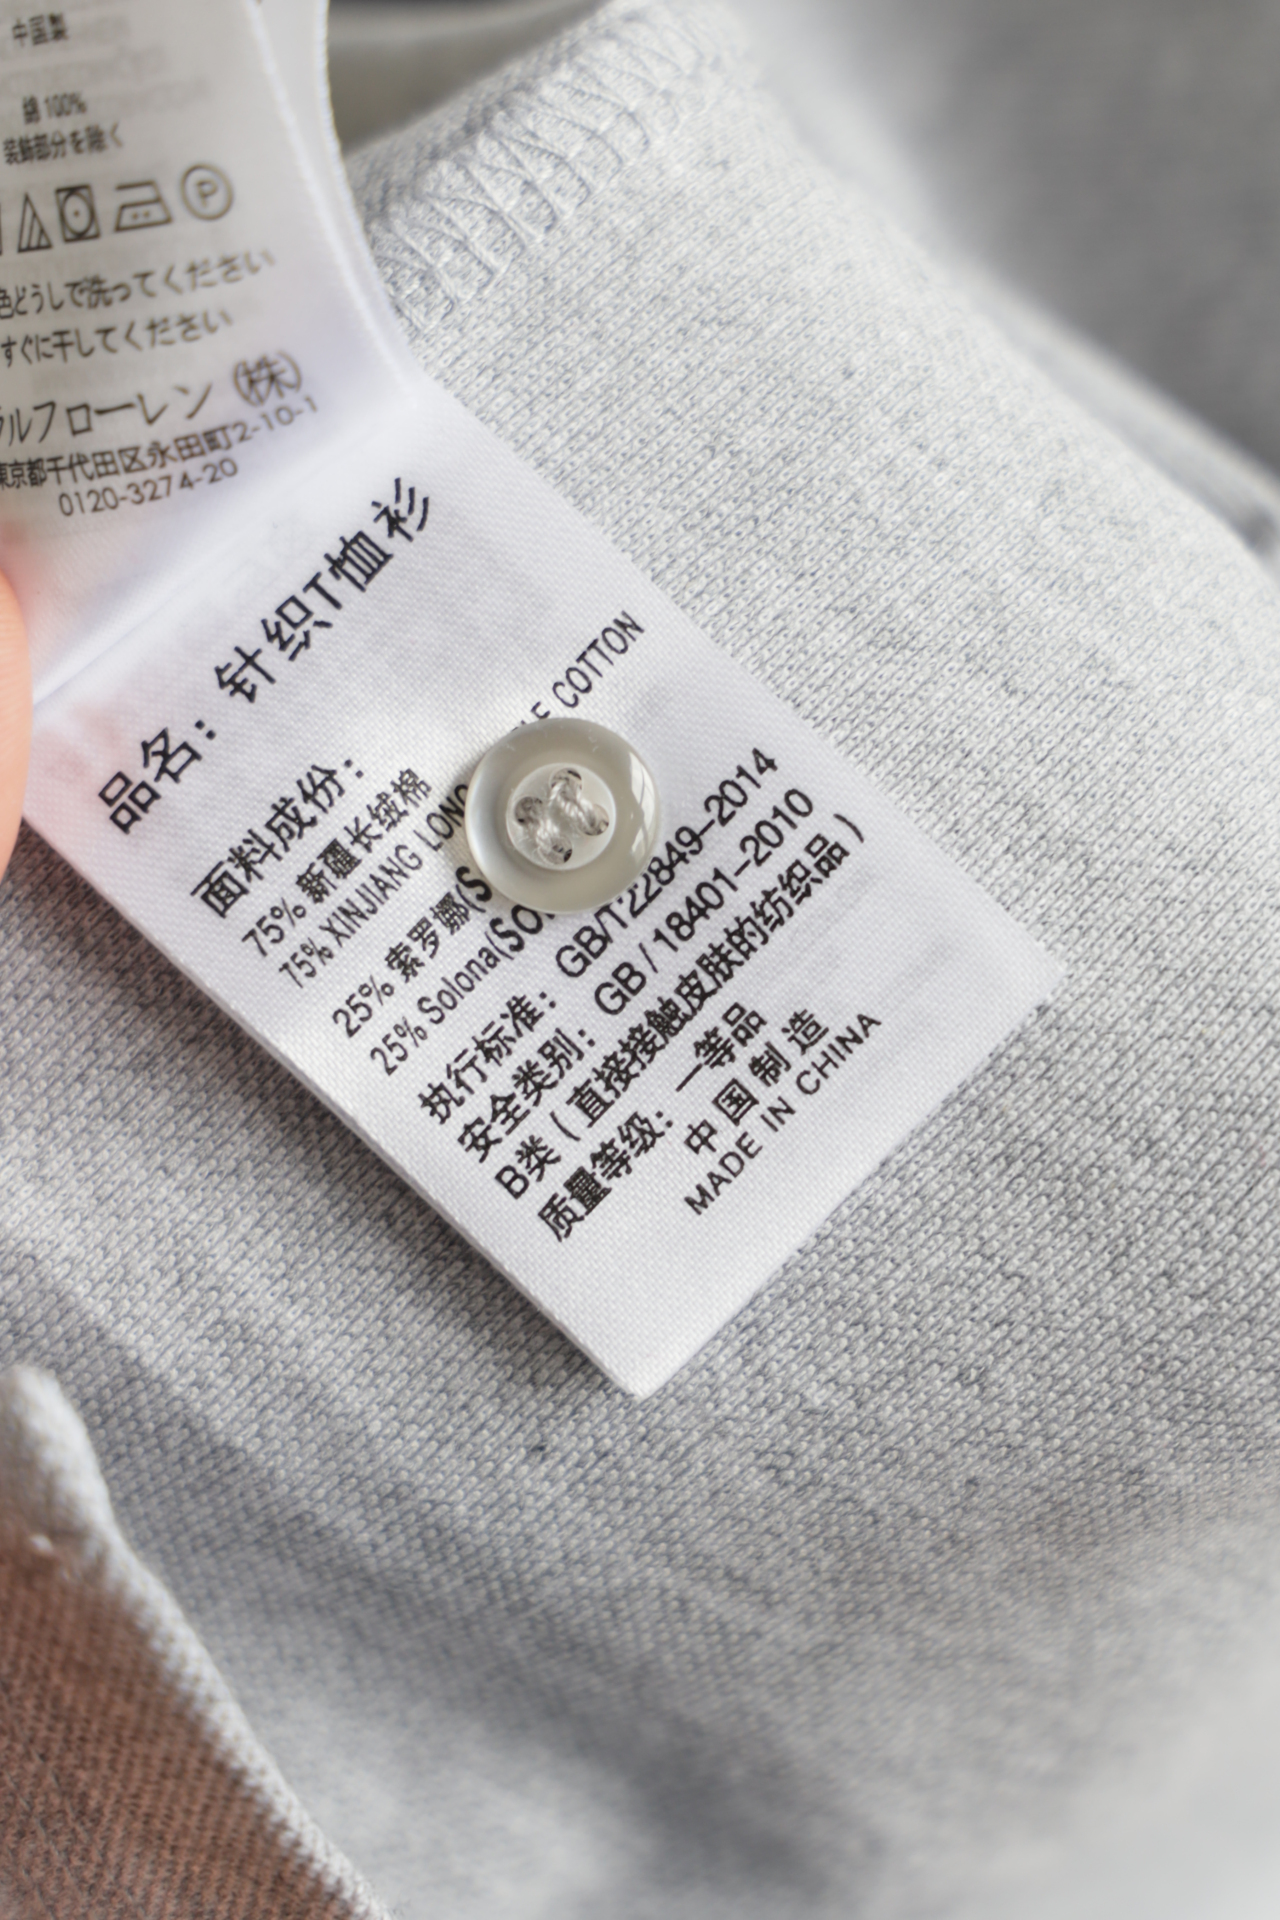 中国製
綿 100%
装飾部分を除く
P
色どうしで洗ってください
すぐに干してください
ラルフローレン ㈱
東京都千代田区永田町2-10-1
0120-3274-20
品名：针织T恤衫
面料成份：
75% 新疆长绒棉
75% XINJIANG LONG COTTON
25% 索罗娜(S
25% Solona(So
执行标准： GB/T22849–2014
安全类别： GB / 18401–2010
B类（直接接触皮肤的纺织品）
质量等级： 一等品
中国制造
MADE IN CHINA